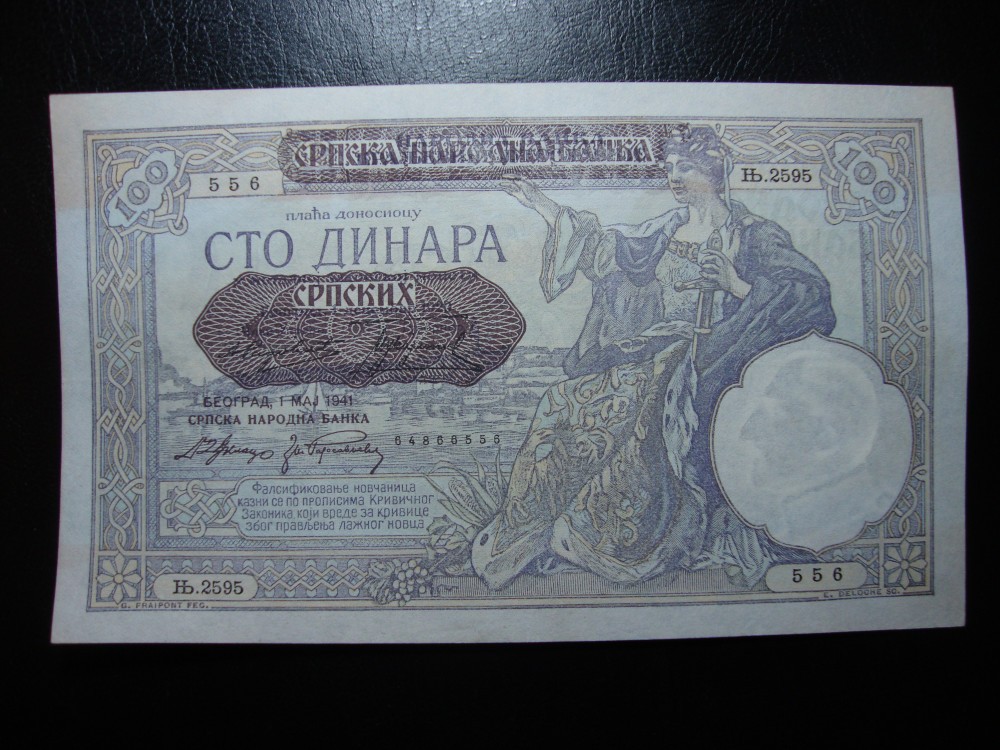 СРПСКА НАРОДНА БАНКА
100
100
556
Њ.2595
плаћа доносиоцу
СТО ДИНАРА
СРПСКИХ
БЕОГРАД, 1 МАЈ 1941
СРПСКА НАРОДНА БАНКА
64866556
Фалсификовање новчаница
казни се по прописима Кривичног
Законика, који вреде за кривице
због прављења лажног новца
Њ.2595
556
G. FRAIPONT FEC.
E. DELOCHE SC.